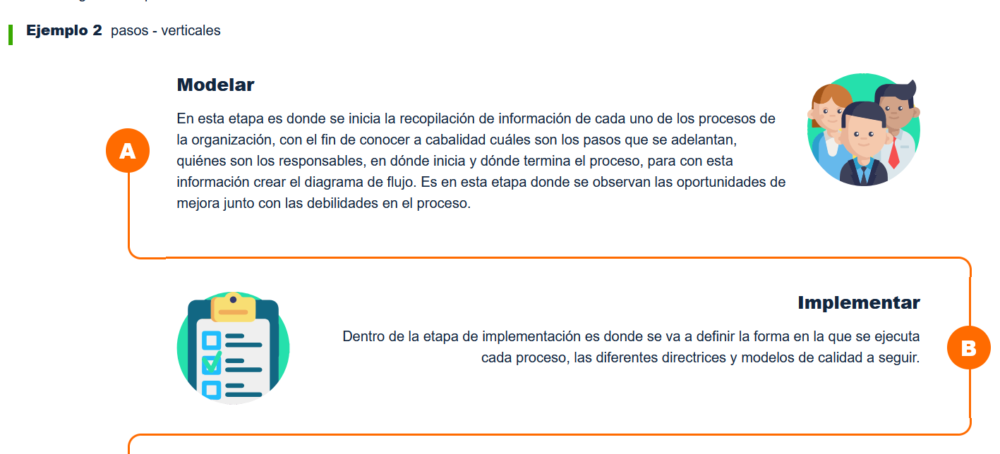 Ejemplo 2 pasos - verticales
Modelar
En esta etapa es donde se inicia la recopilación de información de cada uno de los procesos de
la organización, con el fin de conocer a cabalidad cuáles son los pasos que se adelantan,
quiénes son los responsables, en dónde inicia y dónde termina el proceso, para con esta
información crear el diagrama de flujo. Es en esta etapa donde se observan las oportunidades de
mejora junto con las debilidades en el proceso.
A
Implementar
Dentro de la etapa de implementación es donde se va a definir la forma en la que se ejecuta
cada proceso, las diferentes directrices y modelos de calidad a seguir.
B